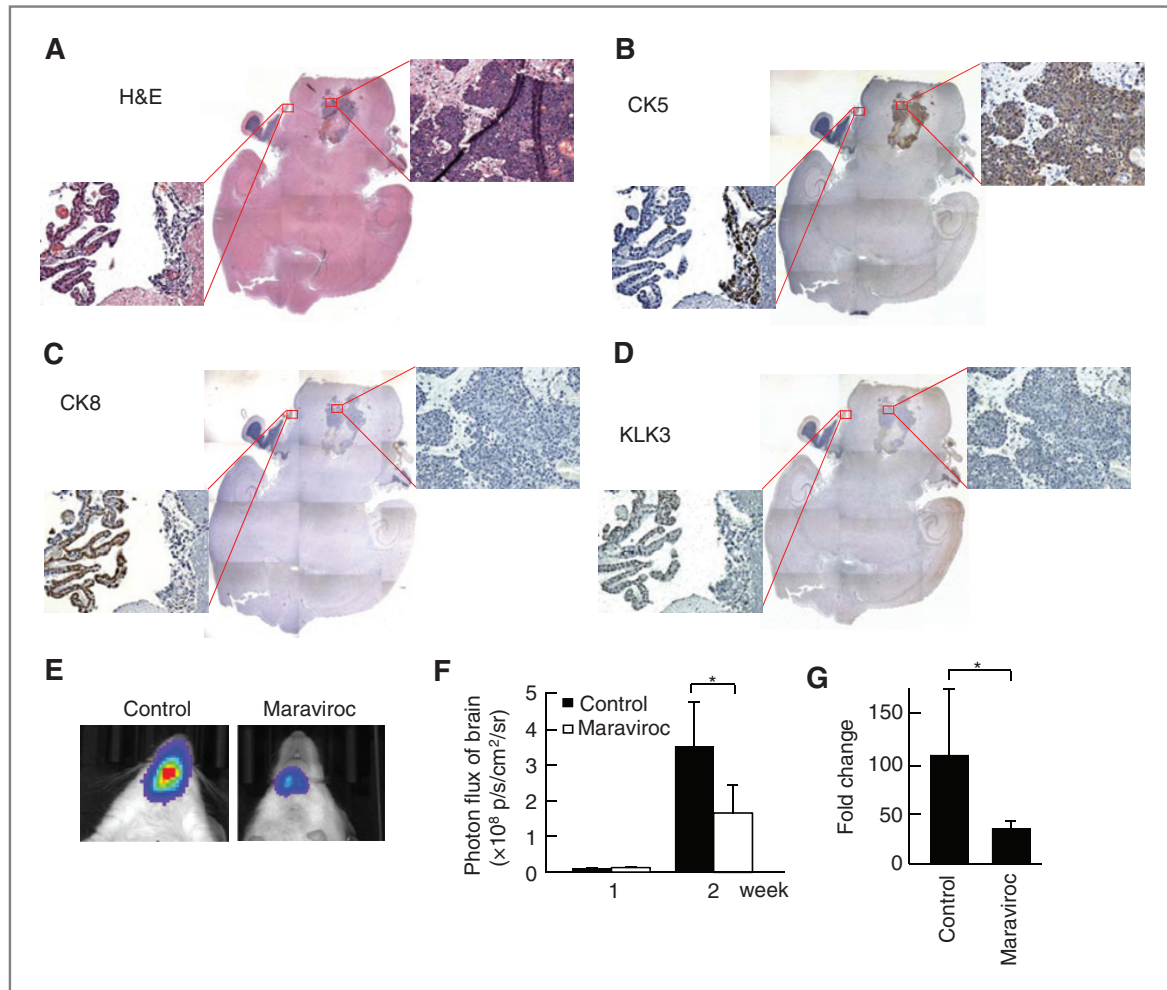 A
H&E
B
CK5
C
CK8
D
KLK3
E
Control
Maraviroc
F
Photon flux of brain
(×10⁸ p/s/cm²/sr)
5
4
3
2
1
0
Control
Maraviroc
*
1
2
week
G
Fold change
150
100
50
0
*
Control
Maraviroc